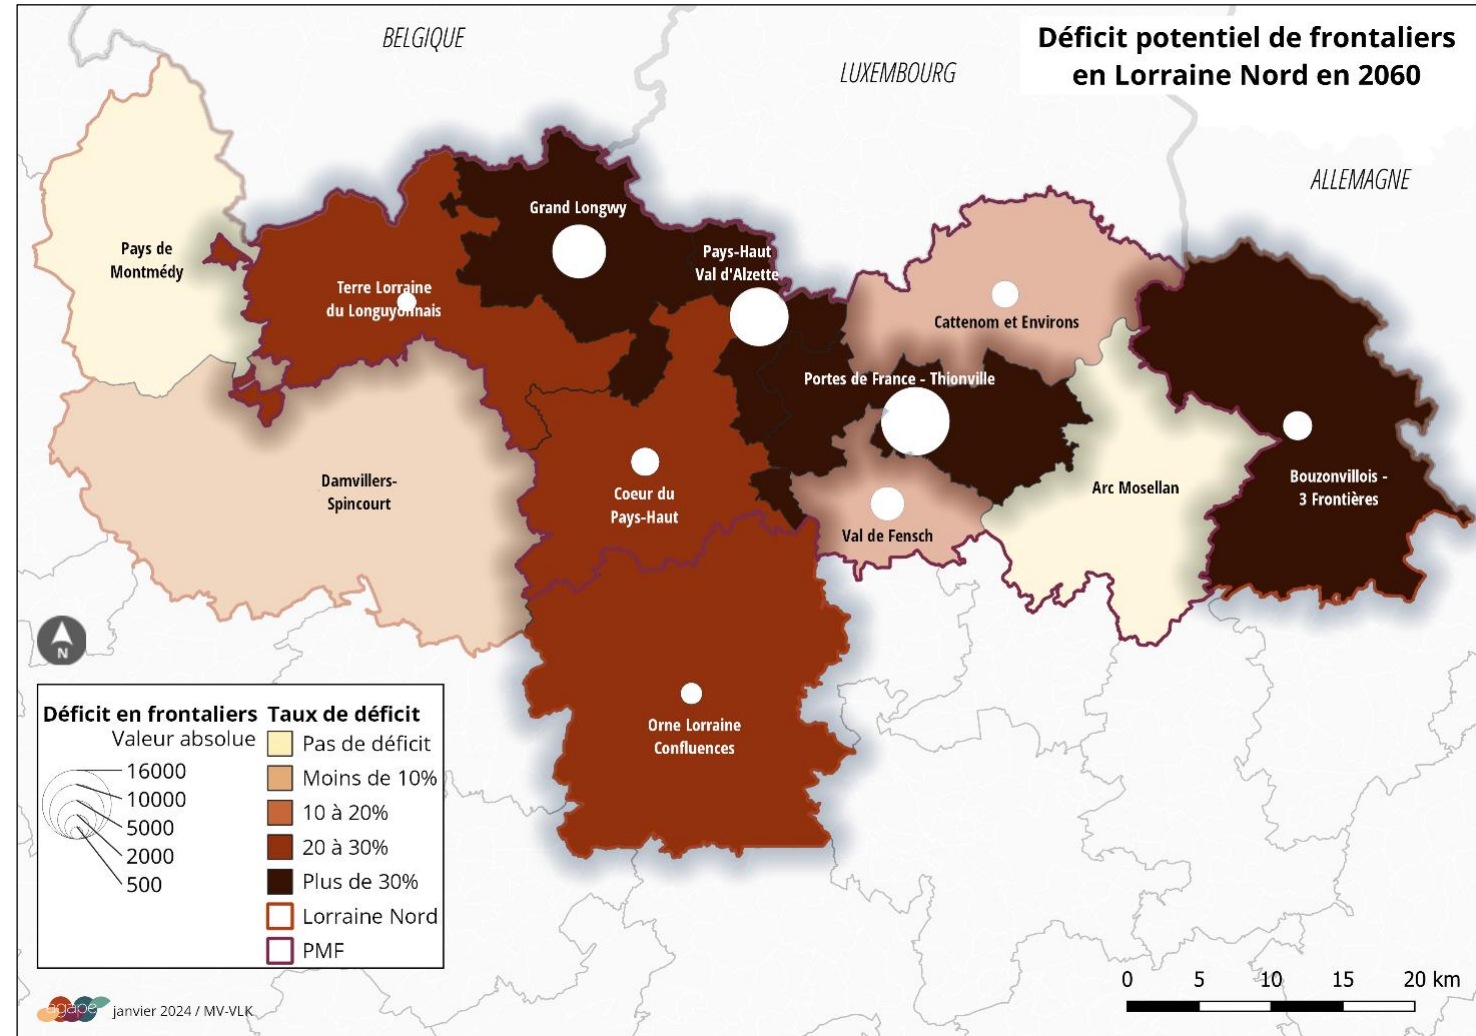 Déficit potentiel de frontaliers
en Lorraine Nord en 2060
BELGIQUE
LUXEMBOURG
ALLEMAGNE
Grand Longwy
Pays de
Montmédy
Pays-Haut
Val d'Alzette
Terre Lorraine
du Longuyonnais
Cattenom et Environs
Portes de France - Thionville
Damvillers-
Spincourt
Coeur du
Pays-Haut
Arc Mosellan
Bouzonvillois -
3 Frontières
Val de Fensch
Orne Lorraine
Confluences
N
Déficit en frontaliers
Valeur absolue
16000
10000
5000
2000
500
Taux de déficit
Pas de déficit
Moins de 10%
10 à 20%
20 à 30%
Plus de 30%
Lorraine Nord
PMF
0 5 10 15 20 km
agape janvier 2024 / MV-VLK